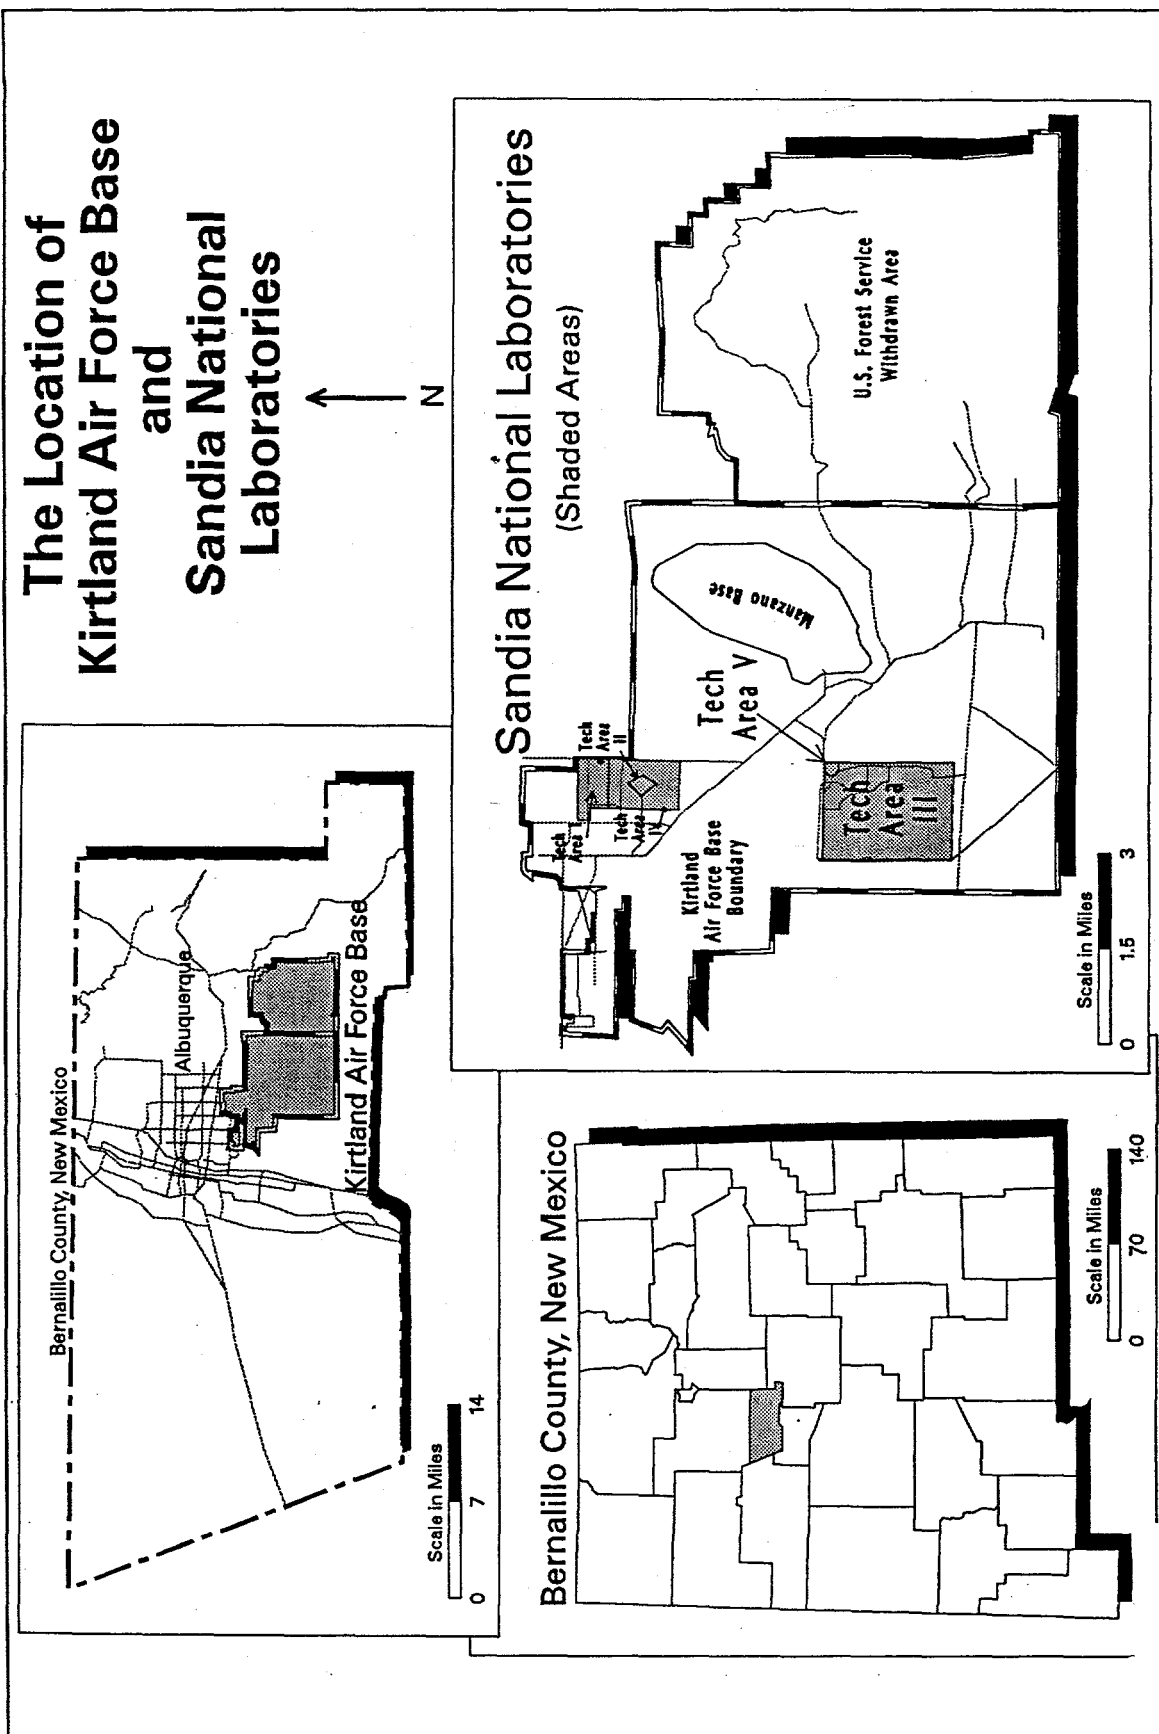 The Location of
Kirtland Air Force Base
and
Sandia National
Laboratories
N
Bernalillo County, New Mexico
Albuquerque
Kirtland Air Force Base
Scale in Miles
0 7 14
Sandia National Laboratories
(Shaded Areas)
Tech
Area I
Tech
Area
II
Tech
Area
IV
Tech
Area V
Manzano Base
Kirtland
Air Force Base
Boundary
Tech
Area
III
U.S. Forest Service
Withdrawn Area
Scale in Miles
0 1.5 3
Bernalillo County, New Mexico
Scale in Miles
0 70 140